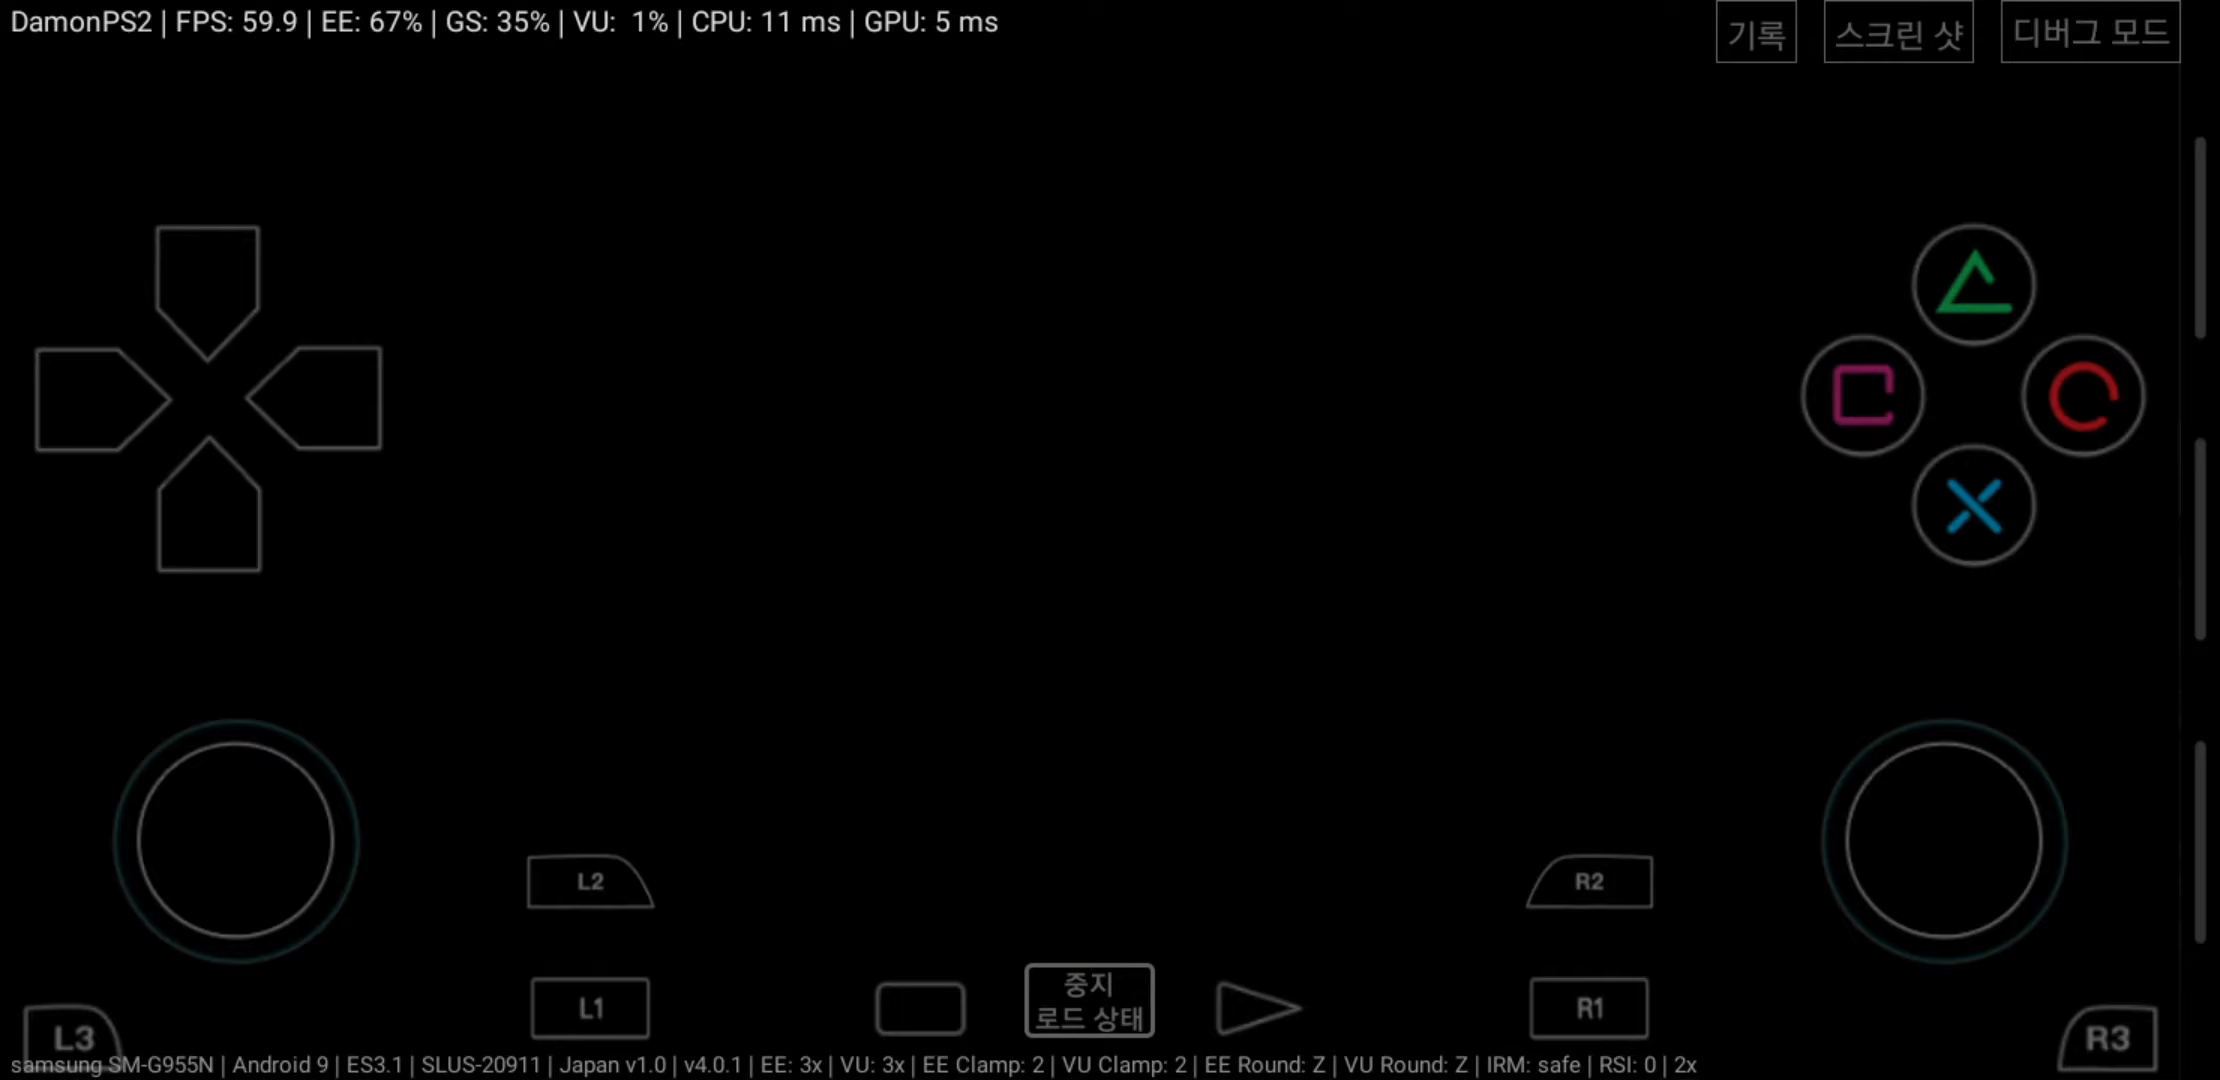 DamonPS2 | FPS: 59.9 | EE: 67% | GS: 35% | VU: 1% | CPU: 11 ms | GPU: 5 ms
기록
스크린 샷
디버그 모드
L2
R2
중지
로드 상태
L1
R1
L3
R3
samsung SM-G955N | Android 9 | ES3.1 | SLUS-20911 | Japan v1.0 | v4.0.1 | EE: 3x | VU: 3x | EE Clamp: 2 | VU Clamp: 2 | EE Round: Z | VU Round: Z | IRM: safe | RSI: 0 | 2x